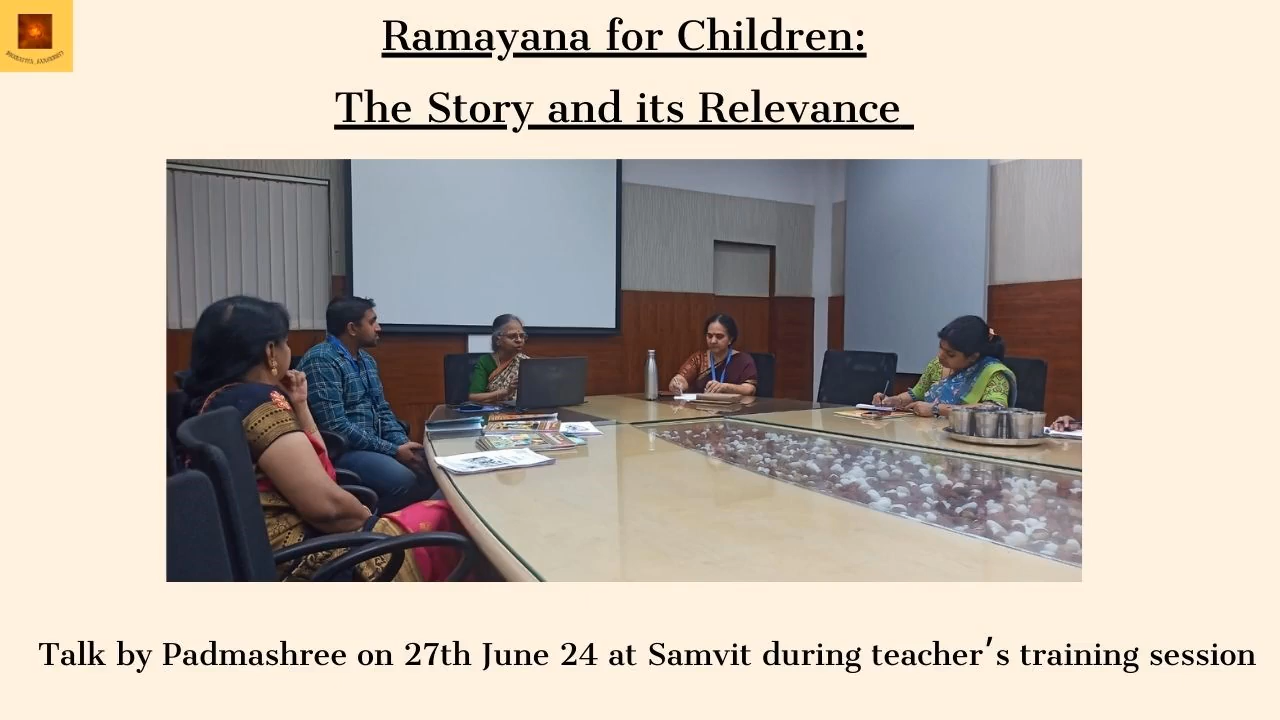 Ramayana for Children:
The Story and its Relevance
Talk by Padmashree on 27th June 24 at Samvit during teacher's training session